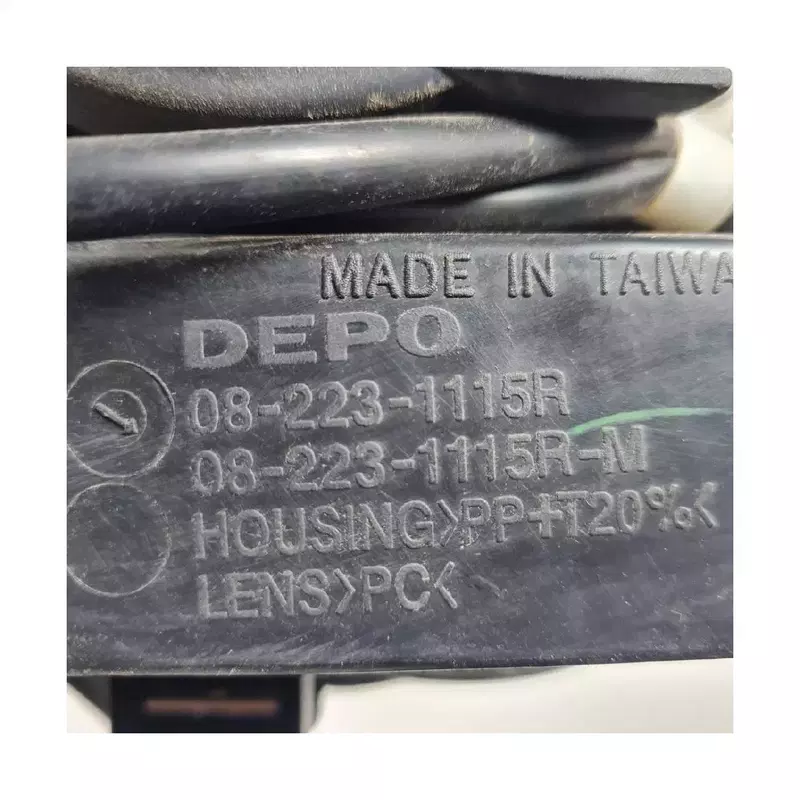 MADE IN TAIWA
DEPO
08-223-1115R
08-223-1115R-M
HOUSING>PP+T20%<
LENS>PC<